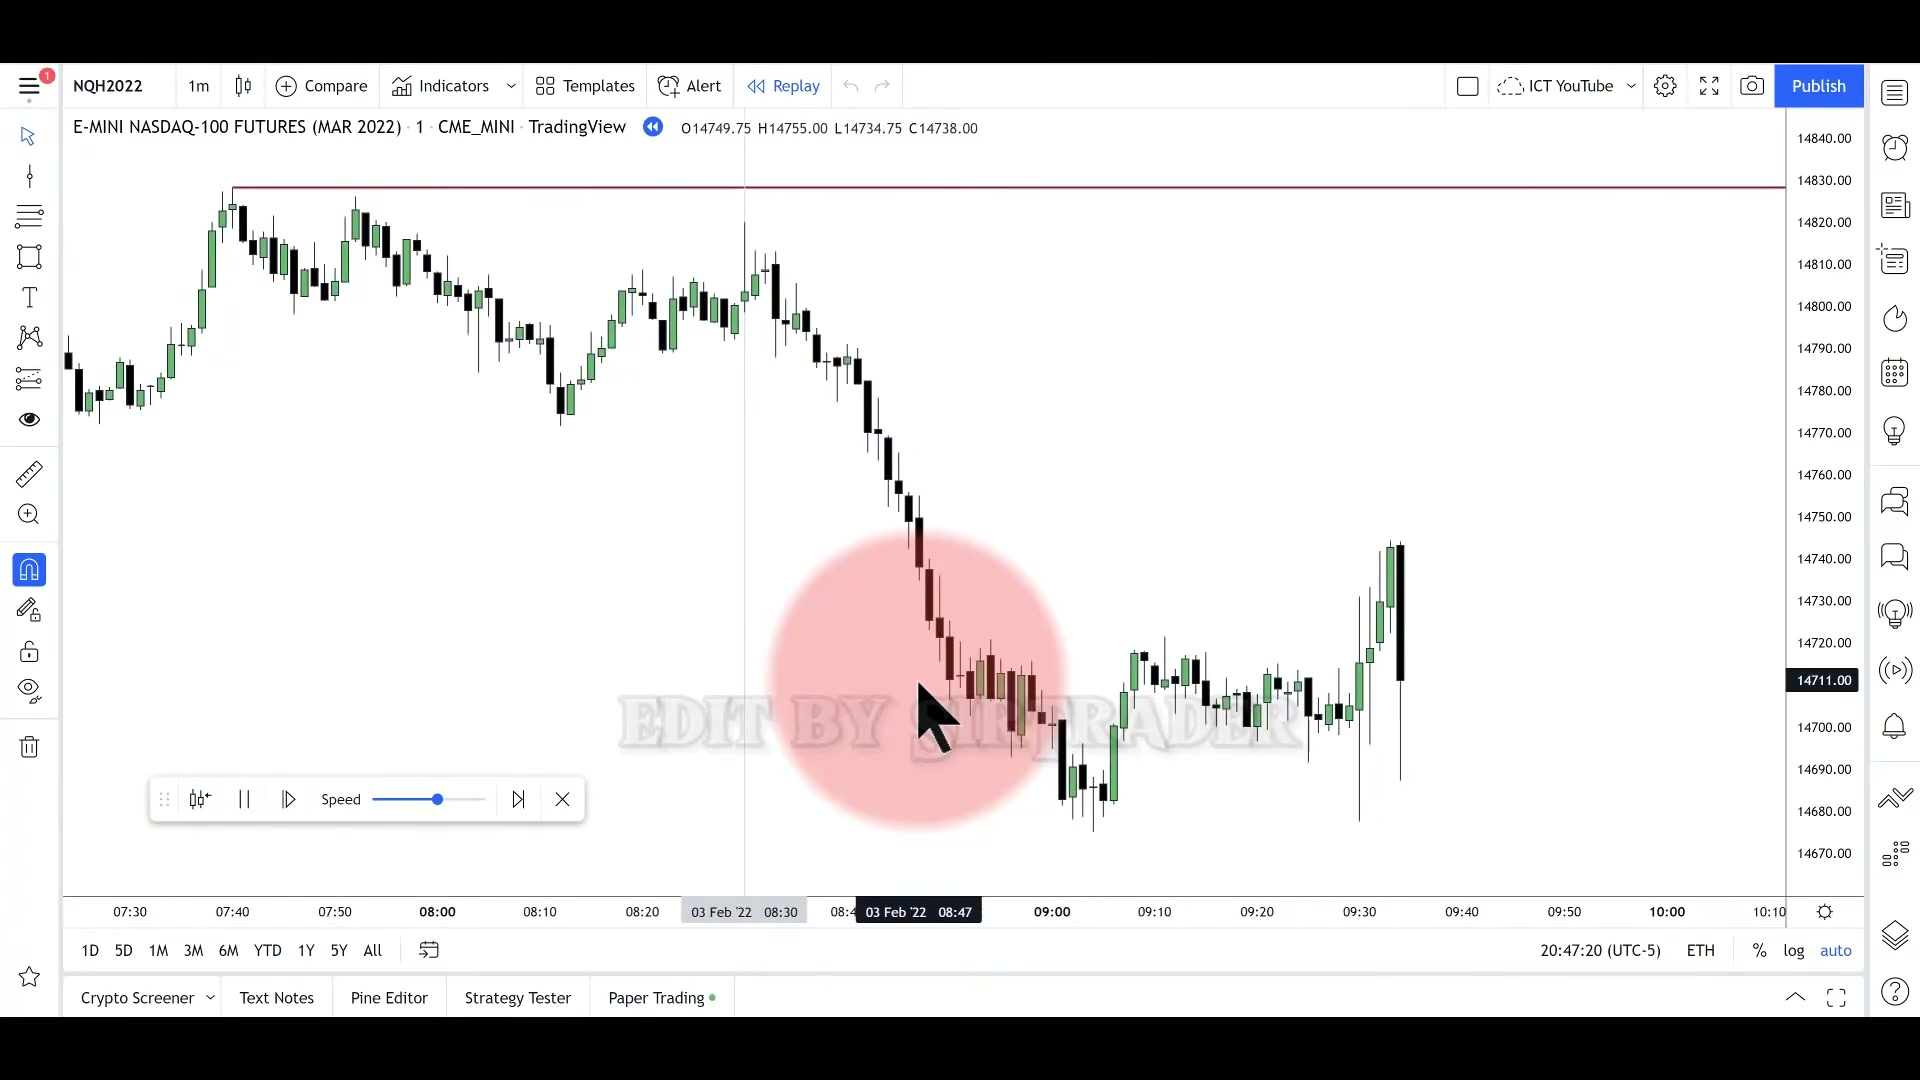 1
NQH2022 1m Compare Indicators Templates Alert Replay ICT YouTube Publish
E-MINI NASDAQ-100 FUTURES (MAR 2022) · 1 · CME_MINI · TradingView O14749.75 H14755.00 L14734.75 C14738.00
14840.00
14830.00
14820.00
14810.00
14800.00
14790.00
14780.00
14770.00
14760.00
14750.00
14740.00
14730.00
14720.00
14711.00
14700.00
14690.00
14680.00
14670.00
EDIT BY SIRTRADER
Speed
07:30 07:40 07:50 08:00 08:10 08:20 03 Feb '22 08:30 08:4 03 Feb '22 08:47 09:00 09:10 09:20 09:30 09:40 09:50 10:00 10:10
1D 5D 1M 3M 6M YTD 1Y 5Y All 20:47:20 (UTC-5) ETH % log auto
Crypto Screener Text Notes Pine Editor Strategy Tester Paper Trading